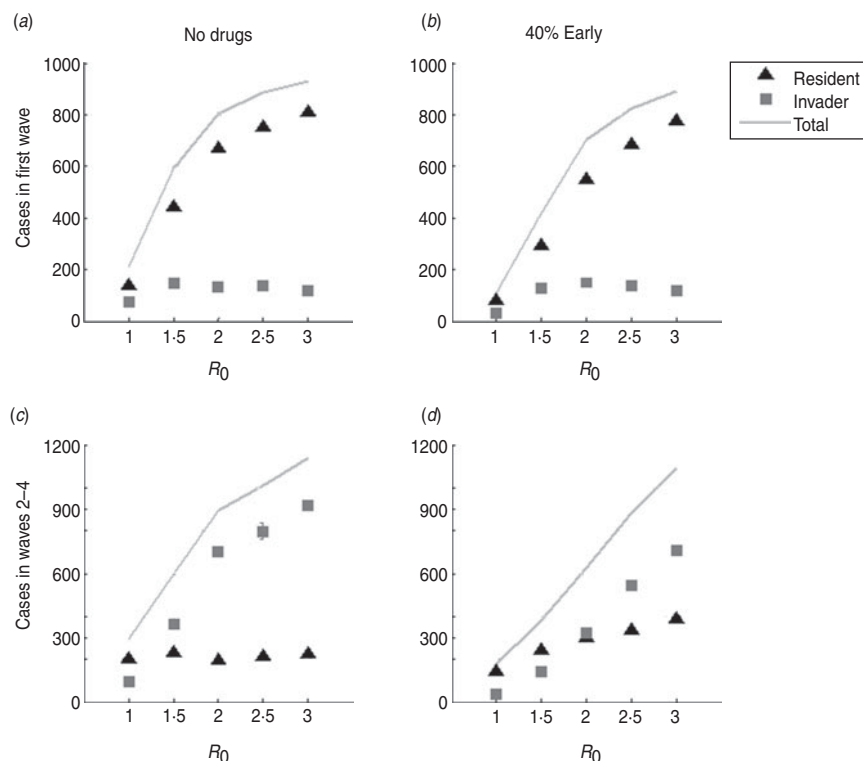 (a)
No drugs
Cases in first wave
1000
800
600
400
200
0
1
1·5
2
2·5
3
R0
(b)
40% Early
1000
800
600
400
200
0
1
1·5
2
2·5
3
R0
Resident
Invader
Total
(c)
Cases in waves 2–4
1200
900
600
300
0
1
1·5
2
2·5
3
R0
(d)
1200
900
600
300
0
1
1·5
2
2·5
3
R0